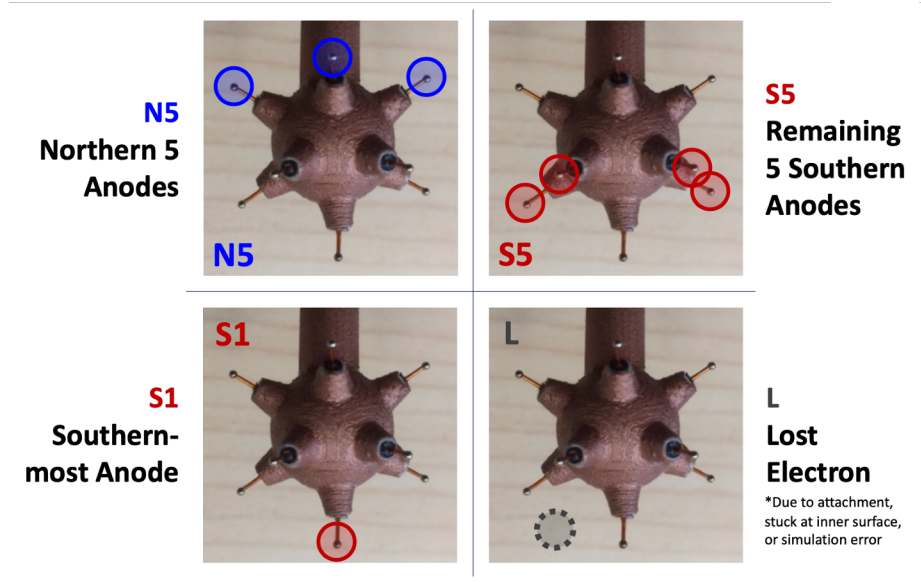 N5
Northern 5
Anodes
N5
S5
Remaining
5 Southern
Anodes
S5
S1
Southern-
most Anode
S1
L
L
Lost
Electron
*Due to attachment,
stuck at inner surface,
or simulation error